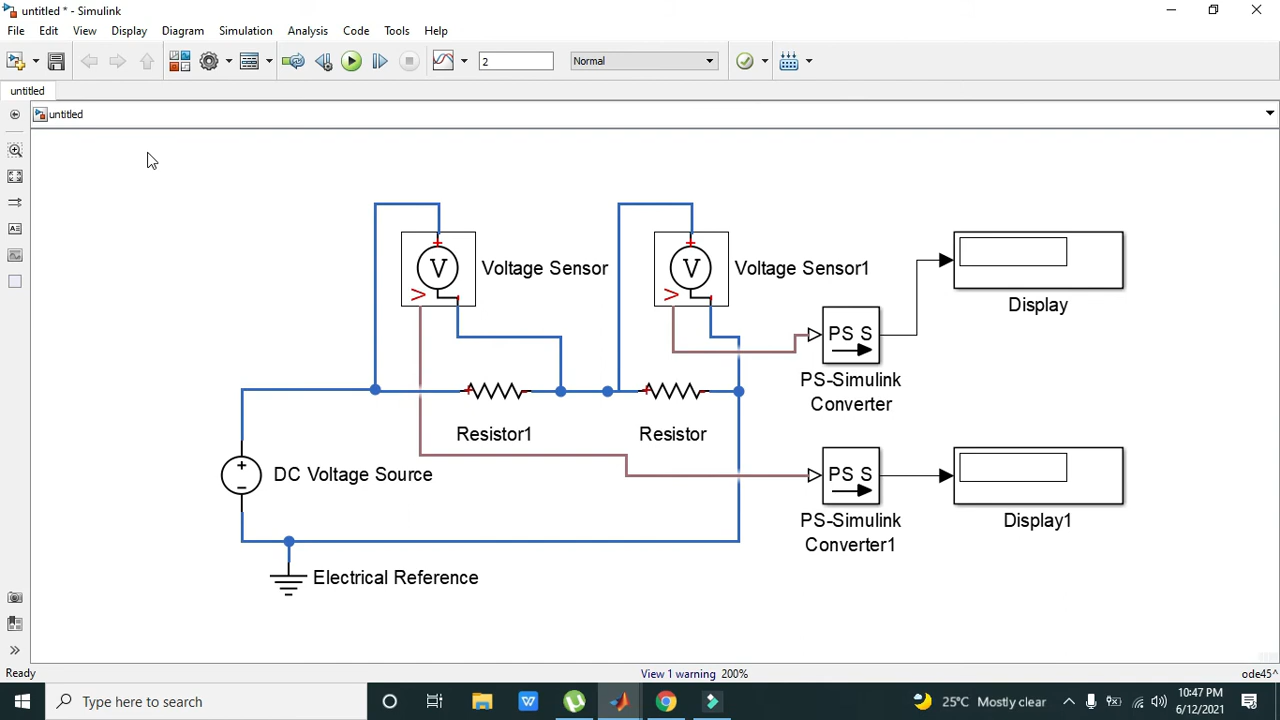 untitled * - Simulink
File Edit View Display Diagram Simulation Analysis Code Tools Help
2 Normal
untitled
untitled
V Voltage Sensor V Voltage Sensor1
Display
PS S
PS-Simulink
Converter
Resistor1 Resistor
DC Voltage Source
PS S
PS-Simulink
Converter1
Display1
Electrical Reference
Ready View 1 warning 200% ode45^
Type here to search 25°C Mostly clear 10:47 PM
6/12/2021